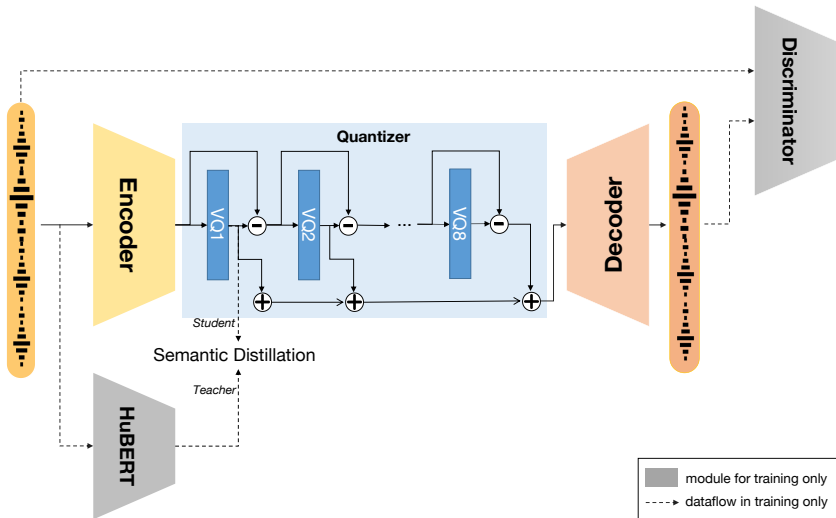 Discriminator
Quantizer
Encoder
VQ1
VQ2
...
VQ8
Decoder
Student
Semantic Distillation
Teacher
HuBERT
module for training only
dataflow in training only